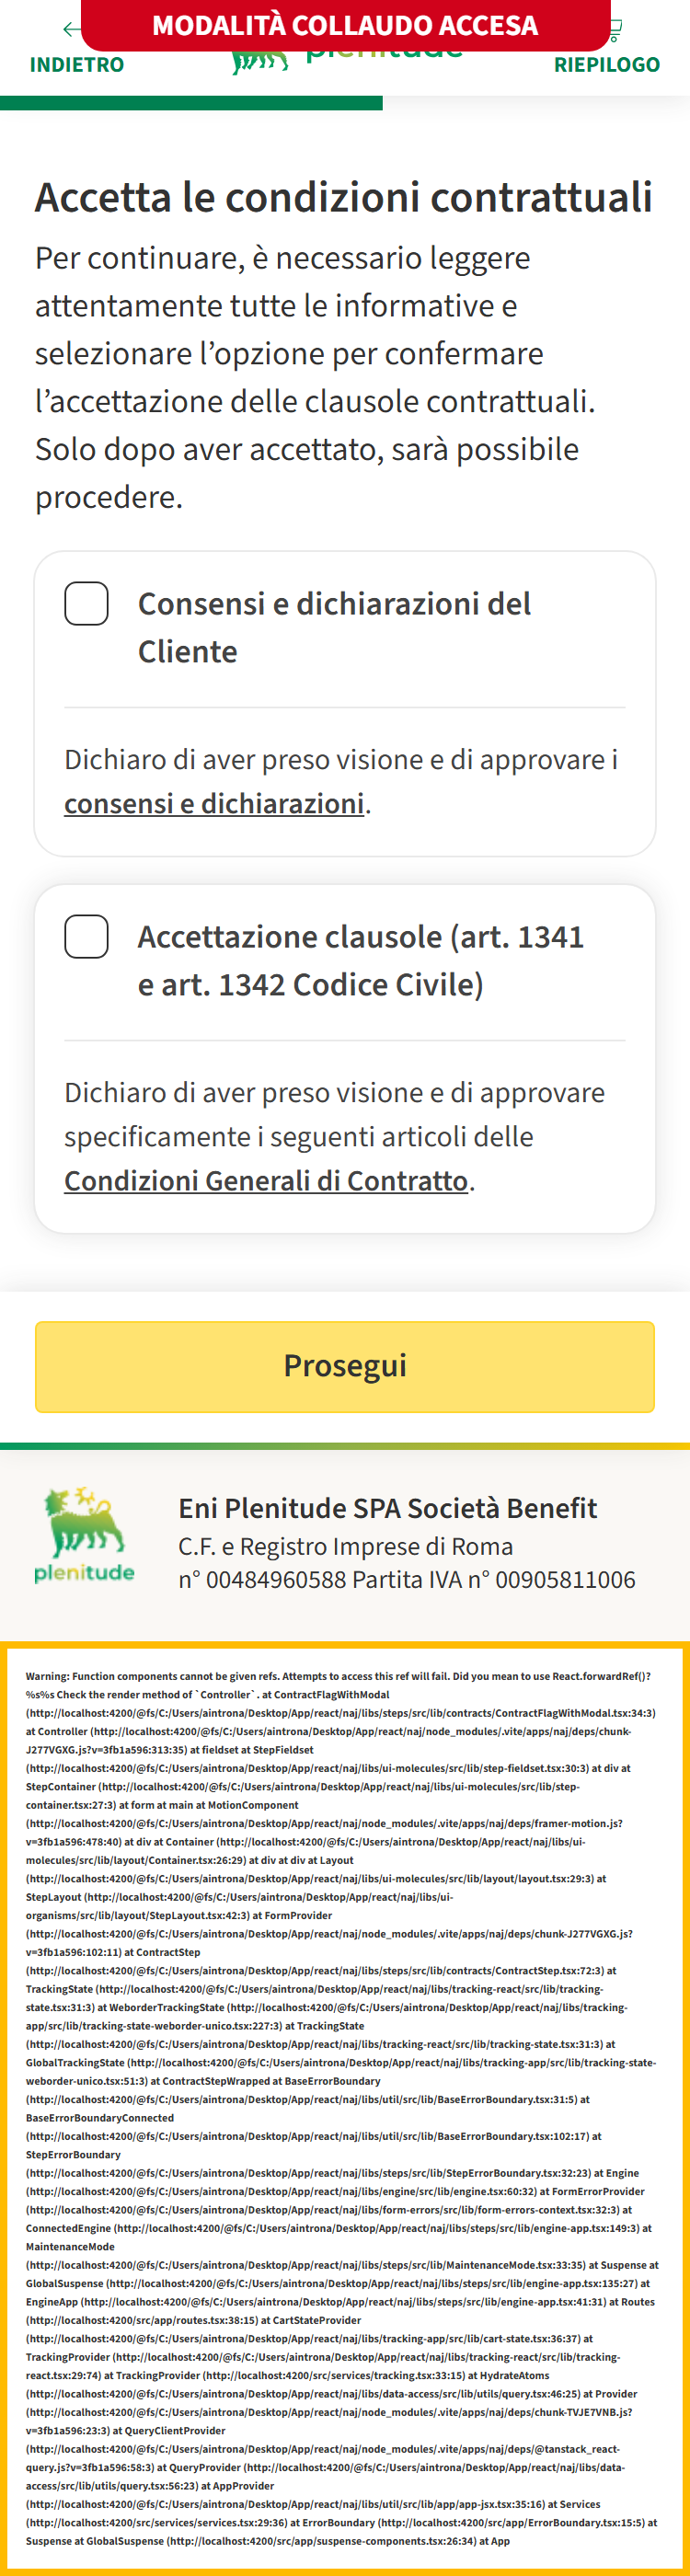 MODALITÀ COLLAUDO ACCESA
INDIETRO
plenitude
RIEPILOGO
Accetta le condizioni contrattuali
Per continuare, è necessario leggere
attentamente tutte le informative e
selezionare l’opzione per confermare
l’accettazione delle clausole contrattuali.
Solo dopo aver accettato, sarà possibile
procedere.
Consensi e dichiarazioni del
Cliente
Dichiaro di aver preso visione e di approvare i
consensi e dichiarazioni.
Accettazione clausole (art. 1341
e art. 1342 Codice Civile)
Dichiaro di aver preso visione e di approvare
specificamente i seguenti articoli delle
Condizioni Generali di Contratto.
Prosegui
plenitude
Eni Plenitude SPA Società Benefit
C.F. e Registro Imprese di Roma
n° 00484960588 Partita IVA n° 00905811006
Warning: Function components cannot be given refs. Attempts to access this ref will fail. Did you mean to use React.forwardRef()?
%s%s Check the render method of `Controller`. at ContractFlagWithModal
(http://localhost:4200/@fs/C:/Users/aintrona/Desktop/App/react/naj/libs/steps/src/lib/contracts/ContractFlagWithModal.tsx:34:3)
at Controller (http://localhost:4200/@fs/C:/Users/aintrona/Desktop/App/react/naj/node_modules/.vite/apps/naj/deps/chunk-
J277VGXG.js?v=3fb1a596:313:35) at fieldset at StepFieldset
(http://localhost:4200/@fs/C:/Users/aintrona/Desktop/App/react/naj/libs/ui-molecules/src/lib/step-fieldset.tsx:30:3) at div at
StepContainer (http://localhost:4200/@fs/C:/Users/aintrona/Desktop/App/react/naj/libs/ui-molecules/src/lib/step-
container.tsx:27:3) at form at main at MotionComponent
(http://localhost:4200/@fs/C:/Users/aintrona/Desktop/App/react/naj/node_modules/.vite/apps/naj/deps/framer-motion.js?
v=3fb1a596:478:40) at div at Container (http://localhost:4200/@fs/C:/Users/aintrona/Desktop/App/react/naj/libs/ui-
molecules/src/lib/layout/Container.tsx:26:29) at div at div at Layout
(http://localhost:4200/@fs/C:/Users/aintrona/Desktop/App/react/naj/libs/ui-molecules/src/lib/layout/layout.tsx:29:3) at
StepLayout (http://localhost:4200/@fs/C:/Users/aintrona/Desktop/App/react/naj/libs/ui-
organisms/src/lib/layout/StepLayout.tsx:42:3) at FormProvider
(http://localhost:4200/@fs/C:/Users/aintrona/Desktop/App/react/naj/node_modules/.vite/apps/naj/deps/chunk-J277VGXG.js?
v=3fb1a596:102:11) at ContractStep
(http://localhost:4200/@fs/C:/Users/aintrona/Desktop/App/react/naj/libs/steps/src/lib/contracts/ContractStep.tsx:72:3) at
TrackingState (http://localhost:4200/@fs/C:/Users/aintrona/Desktop/App/react/naj/libs/tracking-react/src/lib/tracking-
state.tsx:31:3) at WeborderTrackingState (http://localhost:4200/@fs/C:/Users/aintrona/Desktop/App/react/naj/libs/tracking-
app/src/lib/tracking-state-weborder-unico.tsx:227:3) at TrackingState
(http://localhost:4200/@fs/C:/Users/aintrona/Desktop/App/react/naj/libs/tracking-react/src/lib/tracking-state.tsx:31:3) at
GlobalTrackingState (http://localhost:4200/@fs/C:/Users/aintrona/Desktop/App/react/naj/libs/tracking-app/src/lib/tracking-state-
weborder-unico.tsx:51:3) at ContractStepWrapped at BaseErrorBoundary
(http://localhost:4200/@fs/C:/Users/aintrona/Desktop/App/react/naj/libs/util/src/lib/BaseErrorBoundary.tsx:31:5) at
BaseErrorBoundaryConnected
(http://localhost:4200/@fs/C:/Users/aintrona/Desktop/App/react/naj/libs/util/src/lib/BaseErrorBoundary.tsx:102:17) at
StepErrorBoundary
(http://localhost:4200/@fs/C:/Users/aintrona/Desktop/App/react/naj/libs/steps/src/lib/StepErrorBoundary.tsx:32:23) at Engine
(http://localhost:4200/@fs/C:/Users/aintrona/Desktop/App/react/naj/libs/engine/src/lib/engine.tsx:60:32) at FormErrorProvider
(http://localhost:4200/@fs/C:/Users/aintrona/Desktop/App/react/naj/libs/form-errors/src/lib/form-errors-context.tsx:32:3) at
ConnectedEngine (http://localhost:4200/@fs/C:/Users/aintrona/Desktop/App/react/naj/libs/steps/src/lib/engine-app.tsx:149:3) at
MaintenanceMode
(http://localhost:4200/@fs/C:/Users/aintrona/Desktop/App/react/naj/libs/steps/src/lib/MaintenanceMode.tsx:33:35) at Suspense at
GlobalSuspense (http://localhost:4200/@fs/C:/Users/aintrona/Desktop/App/react/naj/libs/steps/src/lib/engine-app.tsx:135:27) at
EngineApp (http://localhost:4200/@fs/C:/Users/aintrona/Desktop/App/react/naj/libs/steps/src/lib/engine-app.tsx:41:31) at Routes
(http://localhost:4200/src/app/routes.tsx:38:15) at CartStateProvider
(http://localhost:4200/@fs/C:/Users/aintrona/Desktop/App/react/naj/libs/tracking-app/src/lib/cart-state.tsx:36:37) at
TrackingProvider (http://localhost:4200/@fs/C:/Users/aintrona/Desktop/App/react/naj/libs/tracking-react/src/lib/tracking-
react.tsx:29:74) at TrackingProvider (http://localhost:4200/src/services/tracking.tsx:33:15) at HydrateAtoms
(http://localhost:4200/@fs/C:/Users/aintrona/Desktop/App/react/naj/libs/data-access/src/lib/utils/query.tsx:46:25) at Provider
(http://localhost:4200/@fs/C:/Users/aintrona/Desktop/App/react/naj/node_modules/.vite/apps/naj/deps/chunk-TVJE7VNB.js?
v=3fb1a596:23:3) at QueryClientProvider
(http://localhost:4200/@fs/C:/Users/aintrona/Desktop/App/react/naj/node_modules/.vite/apps/naj/deps/@tanstack_react-
query.js?v=3fb1a596:58:3) at QueryProvider (http://localhost:4200/@fs/C:/Users/aintrona/Desktop/App/react/naj/libs/data-
access/src/lib/utils/query.tsx:56:23) at AppProvider
(http://localhost:4200/@fs/C:/Users/aintrona/Desktop/App/react/naj/libs/util/src/lib/app/app-jsx.tsx:35:16) at Services
(http://localhost:4200/src/services/services.tsx:29:36) at ErrorBoundary (http://localhost:4200/src/app/ErrorBoundary.tsx:15:5) at
Suspense at GlobalSuspense (http://localhost:4200/src/app/suspense-components.tsx:26:34) at App